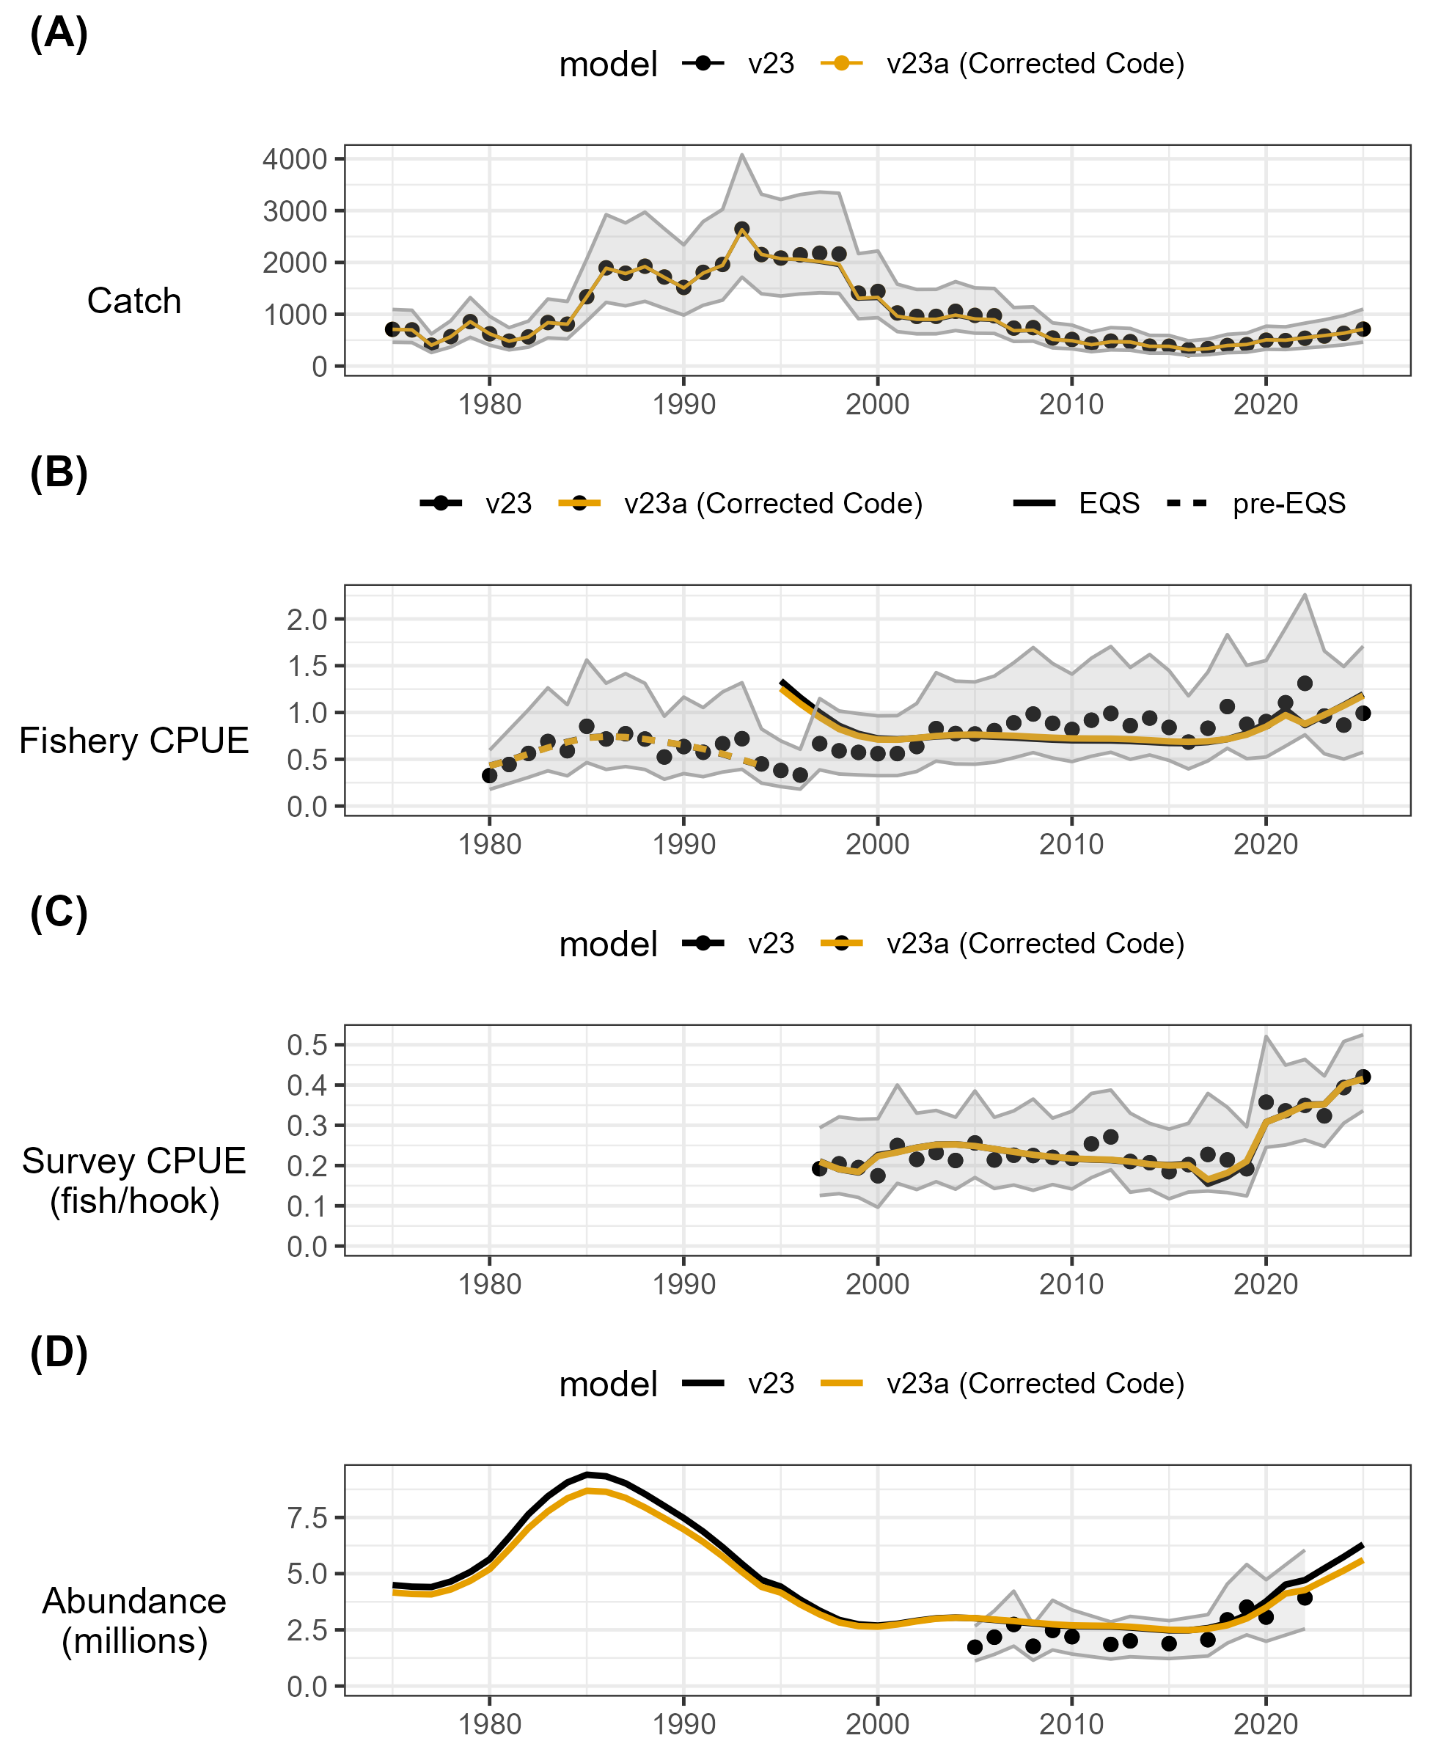 (A)
model v23 v23a (Corrected Code)
4000
3000
2000
1000
0
Catch
1980 1990 2000 2010 2020
(B)
v23 v23a (Corrected Code) EQS pre-EQS
2.0
1.5
1.0
0.5
0.0
Fishery CPUE
1980 1990 2000 2010 2020
(C)
model v23 v23a (Corrected Code)
0.5
0.4
0.3
0.2
0.1
0.0
Survey CPUE
(fish/hook)
1980 1990 2000 2010 2020
(D)
model v23 v23a (Corrected Code)
7.5
5.0
2.5
0.0
Abundance
(millions)
1980 1990 2000 2010 2020